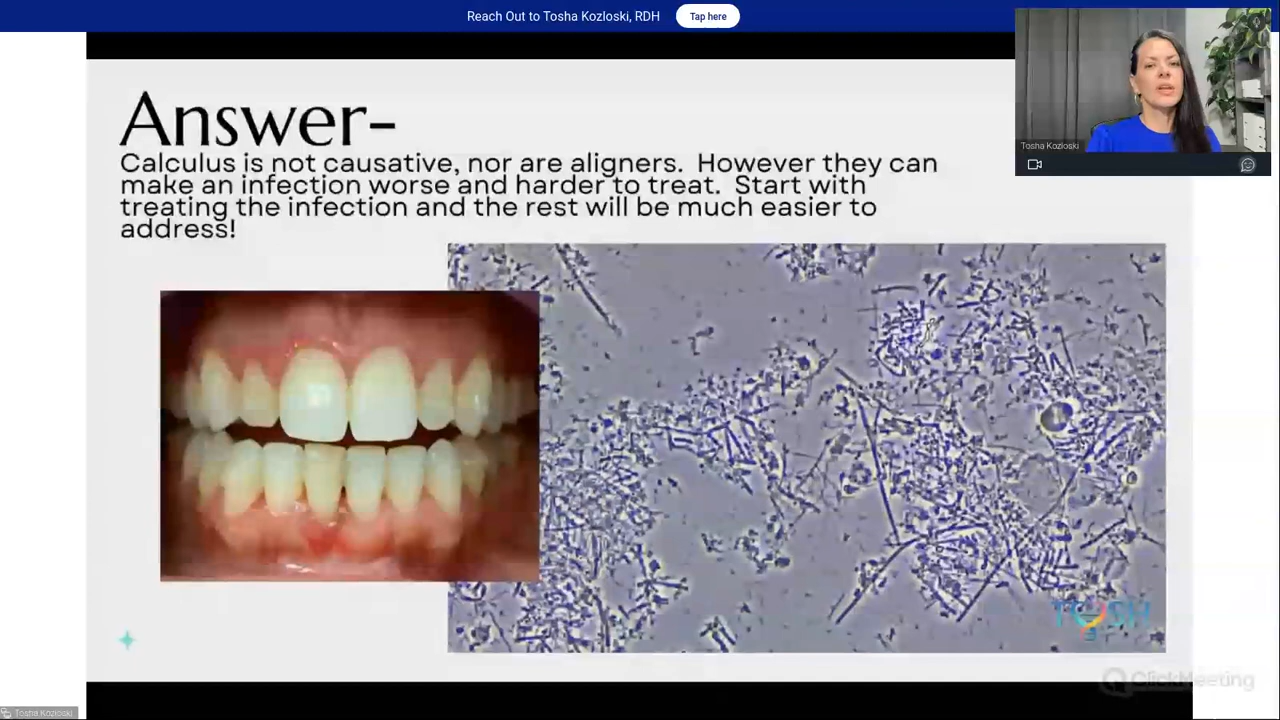 Reach Out to Tosha Kozloski, RDH Tap here
Tosha Kozloski
Answer-
Calculus is not causative, nor are aligners. However they can
make an infection worse and harder to treat. Start with
treating the infection and the rest will be much easier to
address!
TOSH
ClickMeeting
Tosha Kozloski